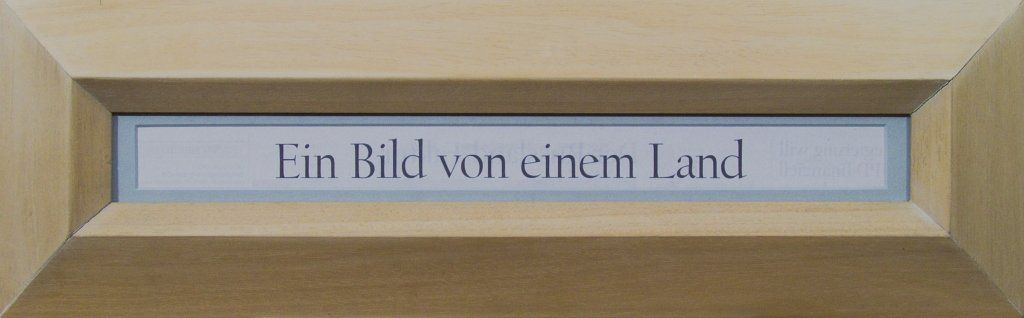 Ein Bild von einem Land